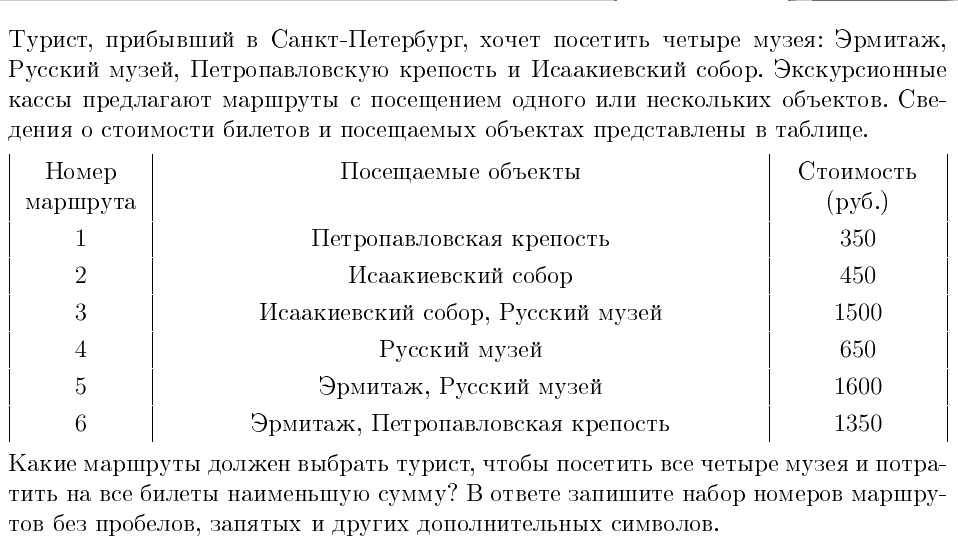 Турист, прибывший в Санкт-Петербург, хочет посетить четыре музея: Эрмитаж,
Русский музей, Петропавловскую крепость и Исаакиевский собор. Экскурсионные
кассы предлагают маршруты с посещением одного или нескольких объектов. Све-
дения о стоимости билетов и посещаемых объектах представлены в таблице.
Номер маршрута Посещаемые объекты Стоимость (руб.)
1 Петропавловская крепость 350
2 Исаакиевский собор 450
3 Исаакиевский собор, Русский музей 1500
4 Русский музей 650
5 Эрмитаж, Русский музей 1600
6 Эрмитаж, Петропавловская крепость 1350
Какие маршруты должен выбрать турист, чтобы посетить все четыре музея и потра-
тить на все билеты наименьшую сумму? В ответе запишите набор номеров маршру-
тов без пробелов, запятых и других дополнительных символов.